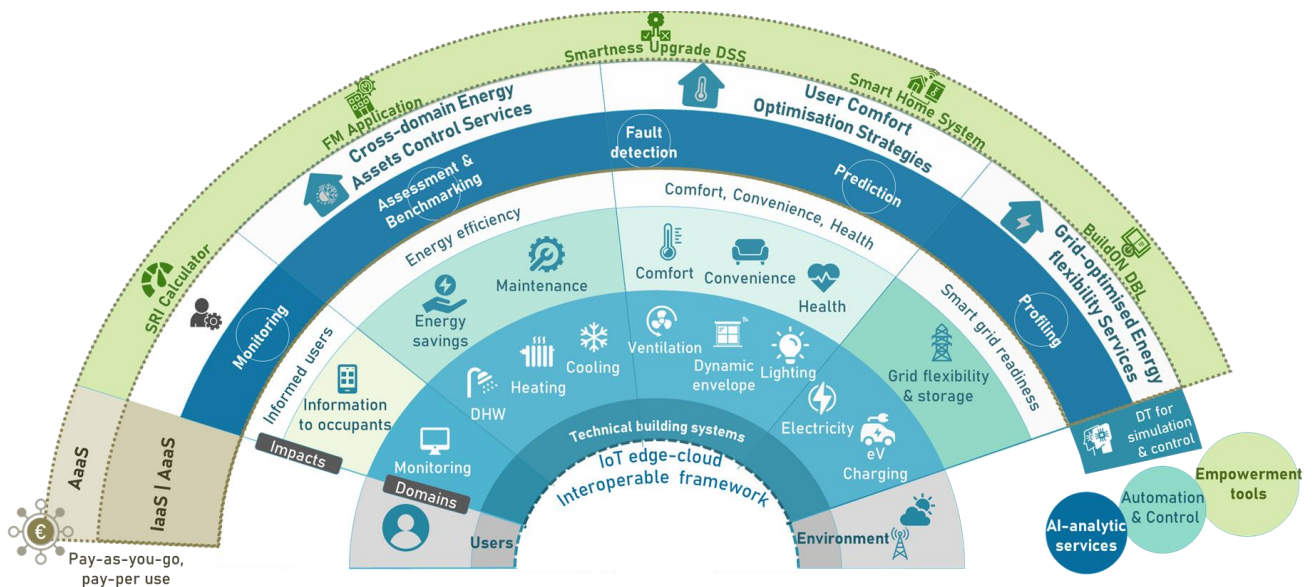 Smartness Upgrade DSS
FM Application
Smart Home System
SRI Calculator
BuildON DBL
Cross-domain Energy
Assets Control Services
User Comfort
Optimisation Strategies
Grid-optimised Energy
flexibility Services
Monitoring
Assessment &
Benchmarking
Fault
detection
Prediction
Profiling
Informed users
Energy efficiency
Comfort, Convenience, Health
Smart grid readiness
Information
to occupants
Energy
savings
Maintenance
Comfort
Convenience
Health
Grid flexibility
& storage
Monitoring
DHW
Heating
Cooling
Ventilation
Dynamic
envelope
Lighting
Electricity
eV
Charging
Impacts
Domains
Technical building systems
IoT edge-cloud
Interoperable framework
Users
Environment
AaaS
IaaS | AaaS
€
Pay-as-you-go,
pay-per use
DT for
simulation
& control
AI-analytic
services
Automation
& Control
Empowerment
tools